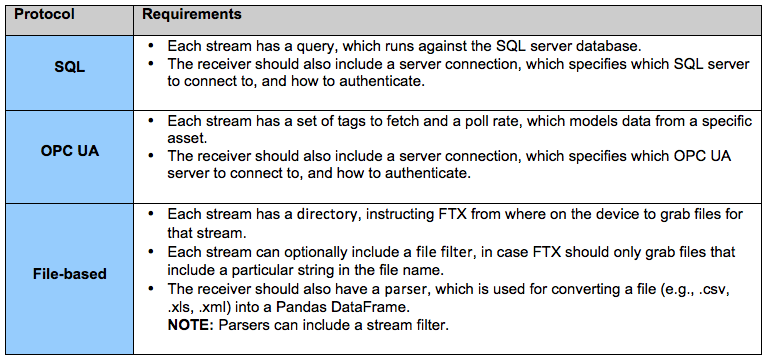 Protocol Requirements
SQL
• Each stream has a query, which runs against the SQL server database.
• The receiver should also include a server connection, which specifies which SQL server
to connect to, and how to authenticate.
OPC UA
• Each stream has a set of tags to fetch and a poll rate, which models data from a specific
asset.
• The receiver should also include a server connection, which specifies which OPC UA
server to connect to, and how to authenticate.
File-based
• Each stream has a directory, instructing FTX from where on the device to grab files for
that stream.
• Each stream can optionally include a file filter, in case FTX should only grab files that
include a particular string in the file name.
• The receiver should also have a parser, which is used for converting a file (e.g., .csv,
.xls, .xml) into a Pandas DataFrame.
NOTE: Parsers can include a stream filter.